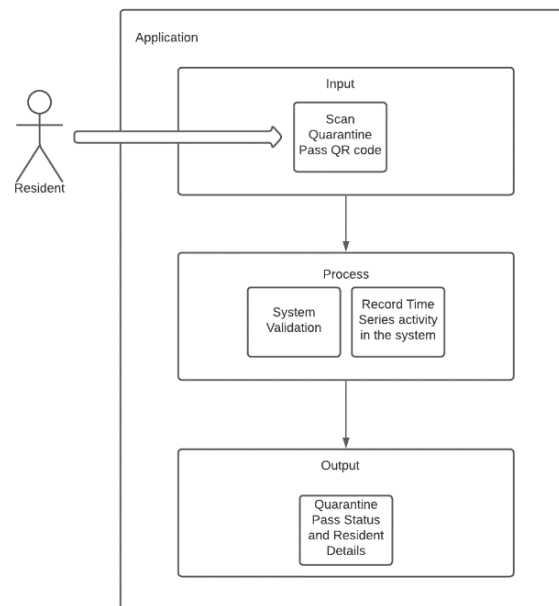 Application
Input
Scan
Quarantine
Pass QR code
Resident
Process
System
Validation
Record Time
Series activity
in the system
Output
Quarantine
Pass Status
and Resident
Details